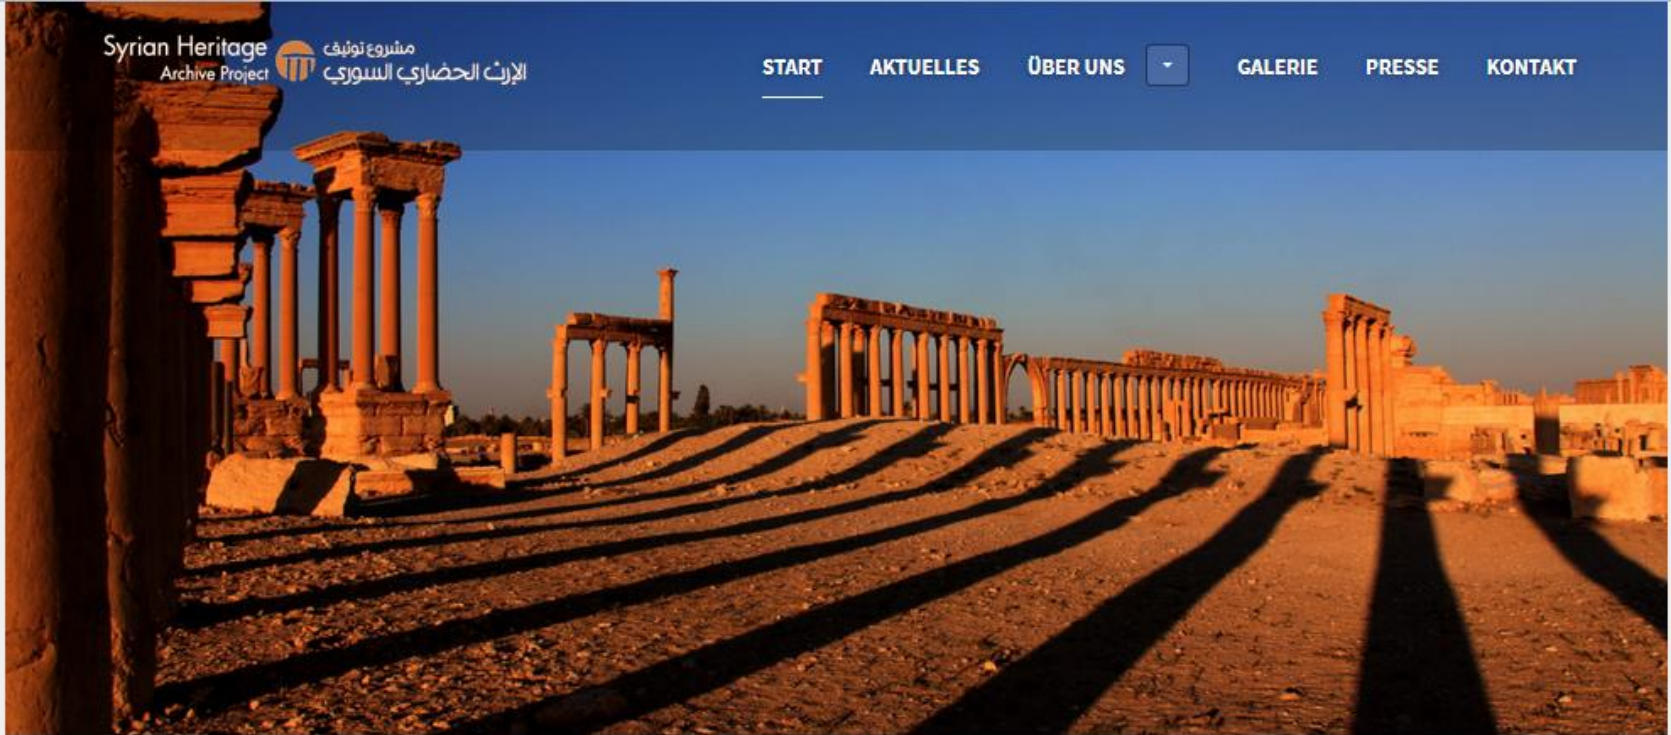 Syrian Heritage
Archive Project
مشروع توثيق
الإرث الحضاري السوري
START AKTUELLES ÜBER UNS GALERIE PRESSE KONTAKT